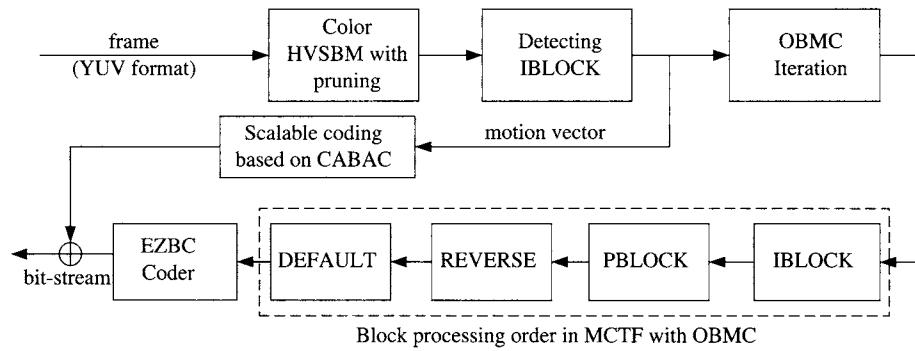 frame
(YUV format)
Color
HVSBM with
pruning
Detecting
IBLOCK
OBMC
Iteration
Scalable coding
based on CABAC
motion vector
bit-stream
EZBC
Coder
DEFAULT
REVERSE
PBLOCK
IBLOCK
Block processing order in MCTF with OBMC